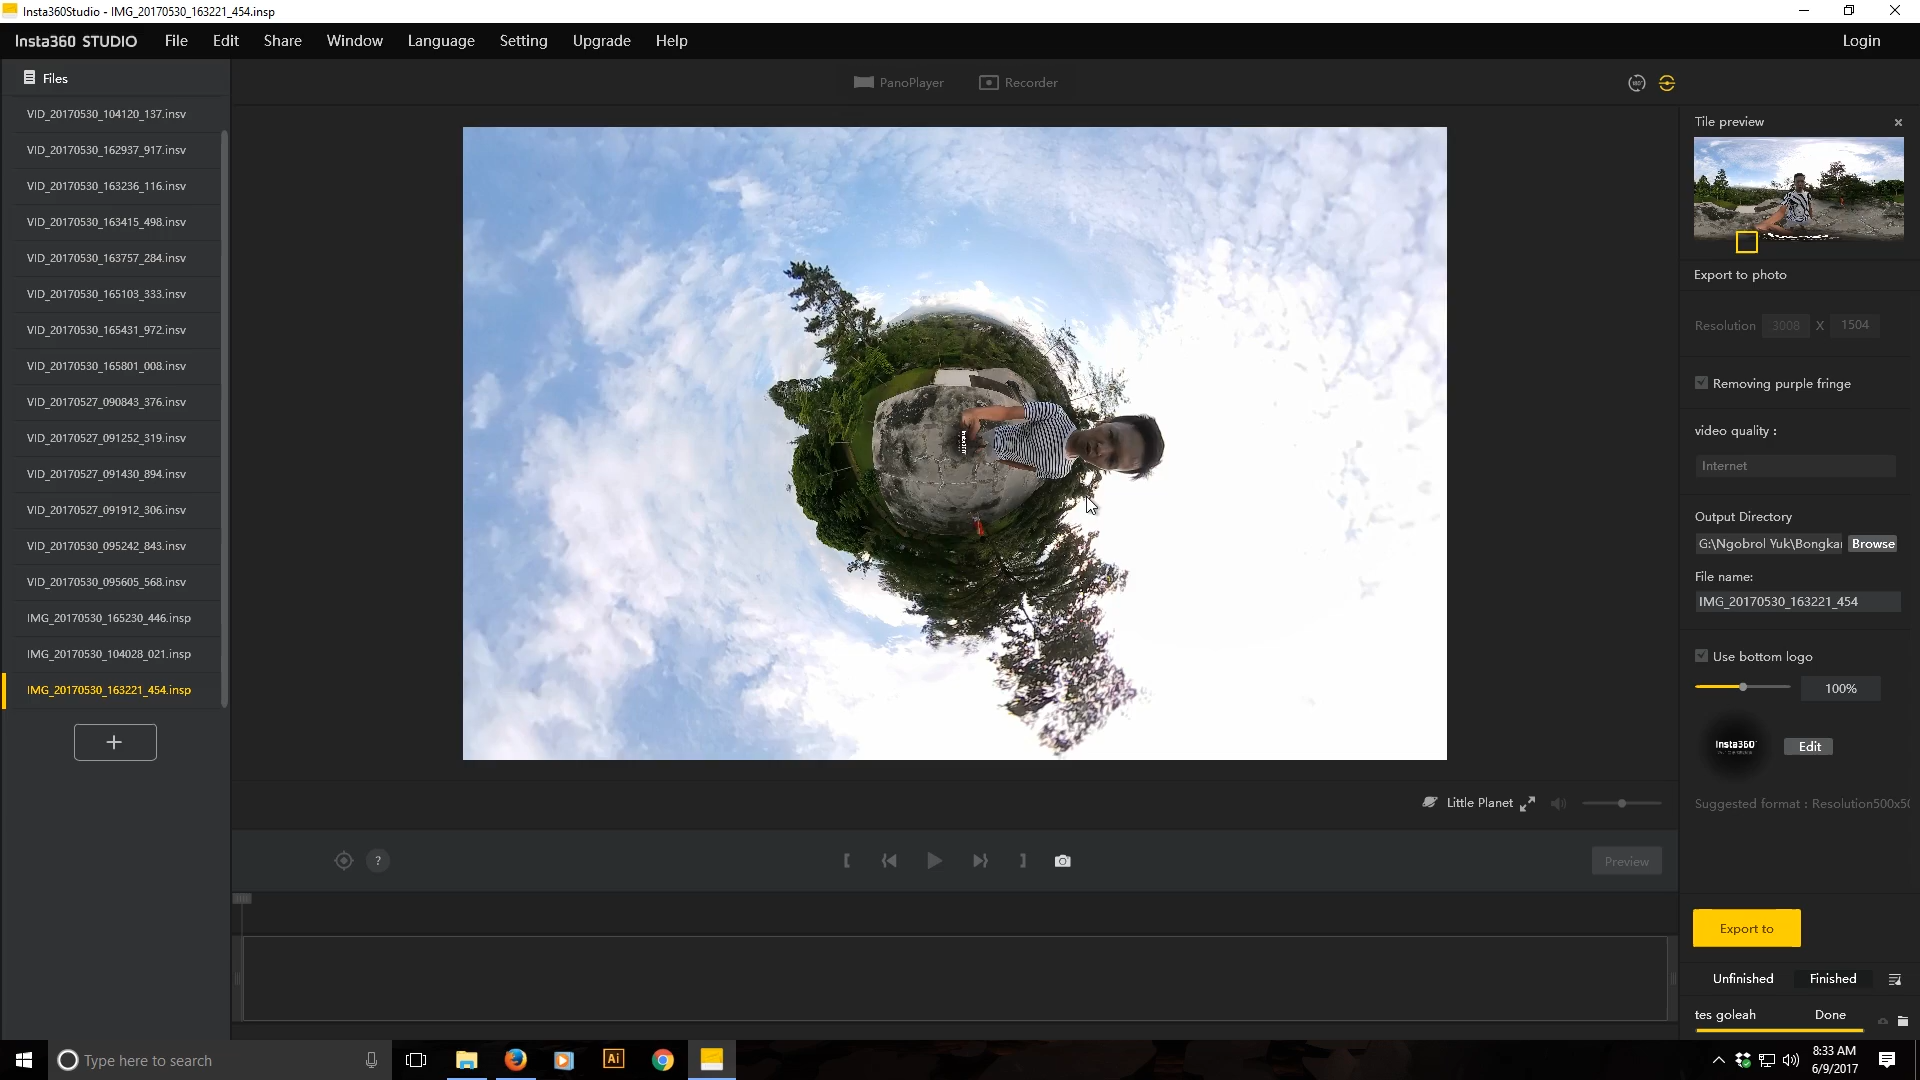 Insta360Studio - IMG_20170530_163221_454.insp
Insta360 STUDIO File Edit Share Window Language Setting Upgrade Help Login
Files
PanoPlayer Recorder
VID_20170530_104120_137.insv
VID_20170530_162937_917.insv
VID_20170530_163236_116.insv
VID_20170530_163415_498.insv
VID_20170530_163757_284.insv
VID_20170530_165103_333.insv
VID_20170530_165431_972.insv
VID_20170530_165801_008.insv
VID_20170527_090843_376.insv
VID_20170527_091252_319.insv
VID_20170527_091430_894.insv
VID_20170527_091912_306.insv
VID_20170530_095242_843.insv
VID_20170530_095605_568.insv
IMG_20170530_165230_446.insp
IMG_20170530_104028_021.insp
IMG_20170530_163221_454.insp
+
Little Planet
?
Preview
Tile preview
Export to photo
Resolution 3008 X 1504
Removing purple fringe
video quality :
Internet
Output Directory
G:\Ngobrol Yuk\Bongkar Browse
File name:
IMG_20170530_163221_454
Use bottom logo
100%
Insta360
Edit
Suggested format : Resolution500x50
Export to
Unfinished Finished
tes goleah Done
Type here to search
Ai
8:33 AM
6/9/2017